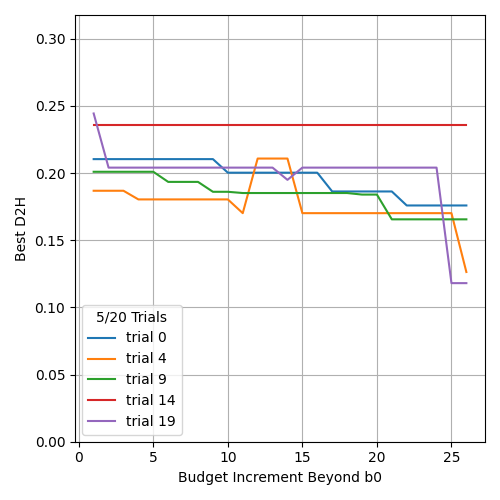 0.30
0.25
0.20
0.15
0.10
0.05
0.00
Best D2H
5/20 Trials
trial 0
trial 4
trial 9
trial 14
trial 19
0 5 10 15 20 25
Budget Increment Beyond b0